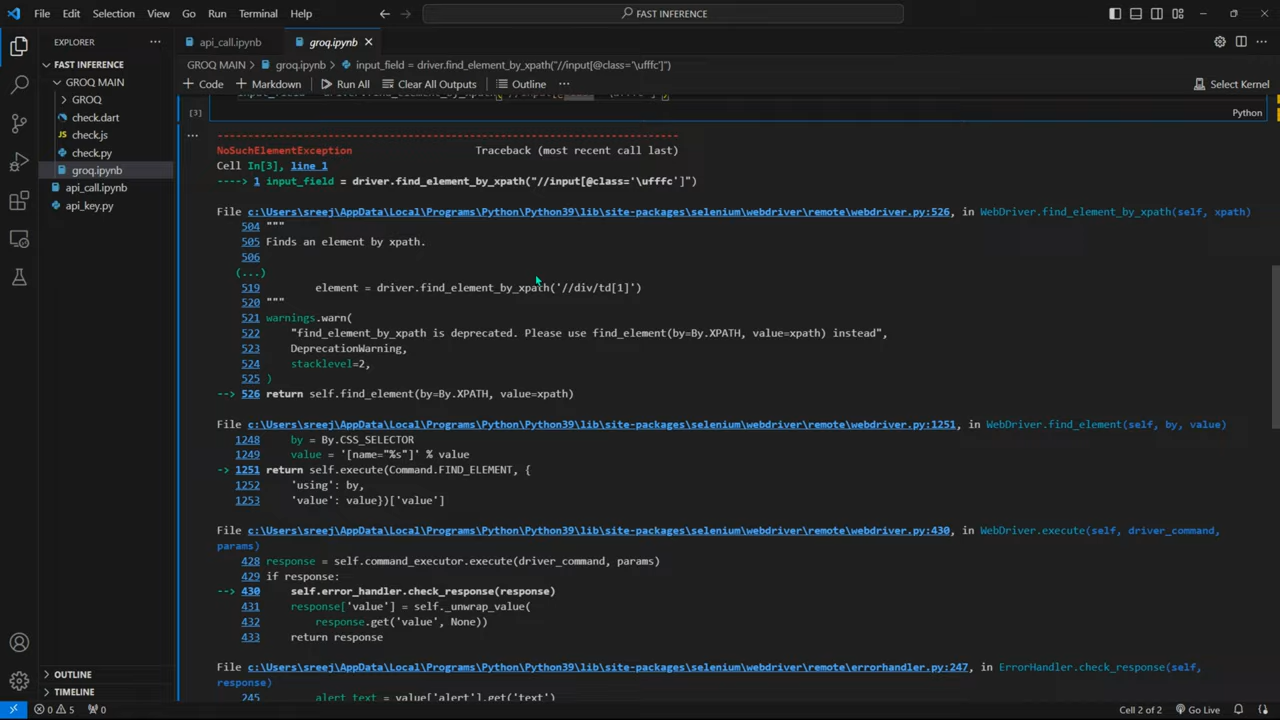 File Edit Selection View Go Run Terminal Help
FAST INFERENCE
EXPLORER
api_call.ipynb
groq.ipynb
FAST INFERENCE
GROQ MAIN
GROQ
check.dart
check.js
check.py
groq.ipynb
api_call.ipynb
api_key.py
OUTLINE
TIMELINE
GROQ MAIN > groq.ipynb > input_field = driver.find_element_by_xpath("//input[@class='\ufffc']")
+ Code + Markdown Run All Clear All Outputs Outline ... Select Kernel
[3] Python
---------------------------------------------------------------------------
NoSuchElementException Traceback (most recent call last)
Cell In[3], line 1
----> 1 input_field = driver.find_element_by_xpath("//input[@class='\ufffc']")
File c:\Users\sreej\AppData\Local\Programs\Python\Python39\lib\site-packages\selenium\webdriver\remote\webdriver.py:526, in WebDriver.find_element_by_xpath(self, xpath)
504 """
505 Finds an element by xpath.
506
(...)
519 element = driver.find_element_by_xpath('//div/td[1]')
520 """
521 warnings.warn(
522 "find_element_by_xpath is deprecated. Please use find_element(by=By.XPATH, value=xpath) instead",
523 DeprecationWarning,
524 stacklevel=2,
525 )
--> 526 return self.find_element(by=By.XPATH, value=xpath)
File c:\Users\sreej\AppData\Local\Programs\Python\Python39\lib\site-packages\selenium\webdriver\remote\webdriver.py:1251, in WebDriver.find_element(self, by, value)
1248 by = By.CSS_SELECTOR
1249 value = '[name="%s"]' % value
-> 1251 return self.execute(Command.FIND_ELEMENT, {
1252 'using': by,
1253 'value': value})['value']
File c:\Users\sreej\AppData\Local\Programs\Python\Python39\lib\site-packages\selenium\webdriver\remote\webdriver.py:430, in WebDriver.execute(self, driver_command,
params)
428 response = self.command_executor.execute(driver_command, params)
429 if response:
--> 430 self.error_handler.check_response(response)
431 response['value'] = self._unwrap_value(
432 response.get('value', None))
433 return response
File c:\Users\sreej\AppData\Local\Programs\Python\Python39\lib\site-packages\selenium\webdriver\remote\errorhandler.py:247, in ErrorHandler.check_response(self,
response)
245 alert_text = value['alert'].get('text')
0 5 0 Cell 2 of 2 Go Live